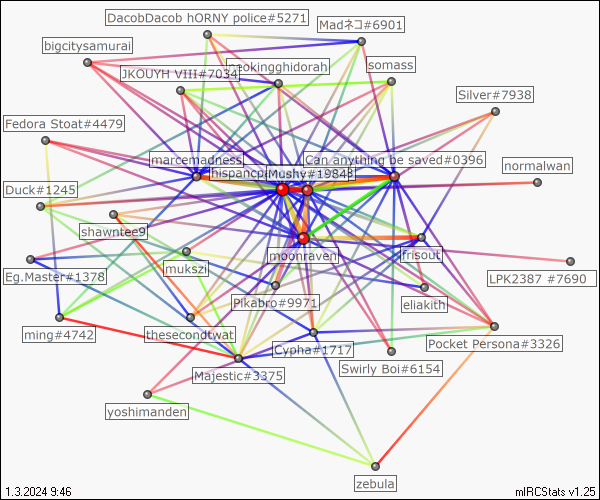 DacobDacob hORNY police#5271
Madネコ#6901
bigcitysamurai
neokingghidorah
somass
JKOUYH VIII#7034
Silver#7938
Fedora Stoat#4479
marcemadness
Can anything be saved#0396
normalwan
Mushy#1984
Duck#1245
shawntee9
moonraven
frisout
mukszi
LPK2387 #7690
Eg.Master#1378
Pikabro#9971
eliakith
ming#4742
thesecondtwat
Cypha#1717
Pocket Persona#3326
Majestic#3375
Swirly Boi#6154
yoshimanden
zebula
1.3.2024 9:46
mIRCStats v1.25